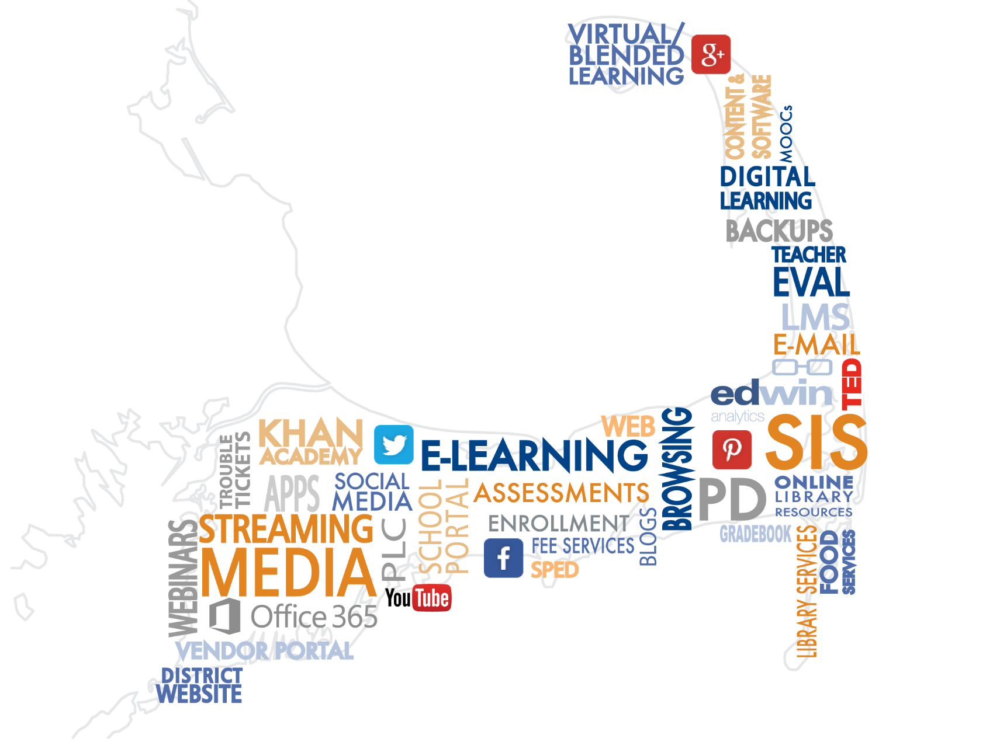 VIRTUAL/
BLENDED
LEARNING
g+
CONTENT &
SOFTWARE
MOOCs
DIGITAL
LEARNING
BACKUPS
TEACHER
EVAL
LMS
E-MAIL
TED
edwin
analytics
SIS
WEB
BROWSING
KHAN
ACADEMY
TROUBLE
TICKETS
E-LEARNING
APPS
SOCIAL
MEDIA
SCHOOL
PORTAL
ASSESSMENTS
PD
ONLINE
LIBRARY
RESOURCES
STREAMING
MEDIA
PLC
ENROLLMENT
BLOGS
GRADEBOOK
WEBINARS
f
FEE SERVICES
SPED
LIBRARY SERVICES
FOOD
SERVICES
YouTube
Office 365
VENDOR PORTAL
DISTRICT
WEBSITE